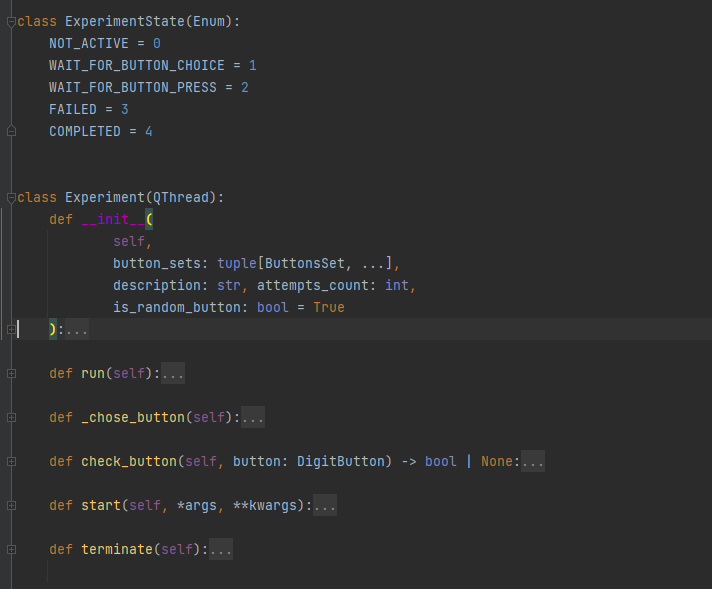 class ExperimentState(Enum):
    NOT_ACTIVE = 0
    WAIT_FOR_BUTTON_CHOICE = 1
    WAIT_FOR_BUTTON_PRESS = 2
    FAILED = 3
    COMPLETED = 4
class Experiment(QThread):
    def __init__(
            self,
            button_sets: tuple[ButtonsSet, ...],
            description: str, attempts_count: int,
            is_random_button: bool = True
    ):...
    def run(self):...
    def _chose_button(self):...
    def check_button(self, button: DigitButton) -> bool | None:...
    def start(self, *args, **kwargs):...
    def terminate(self):...